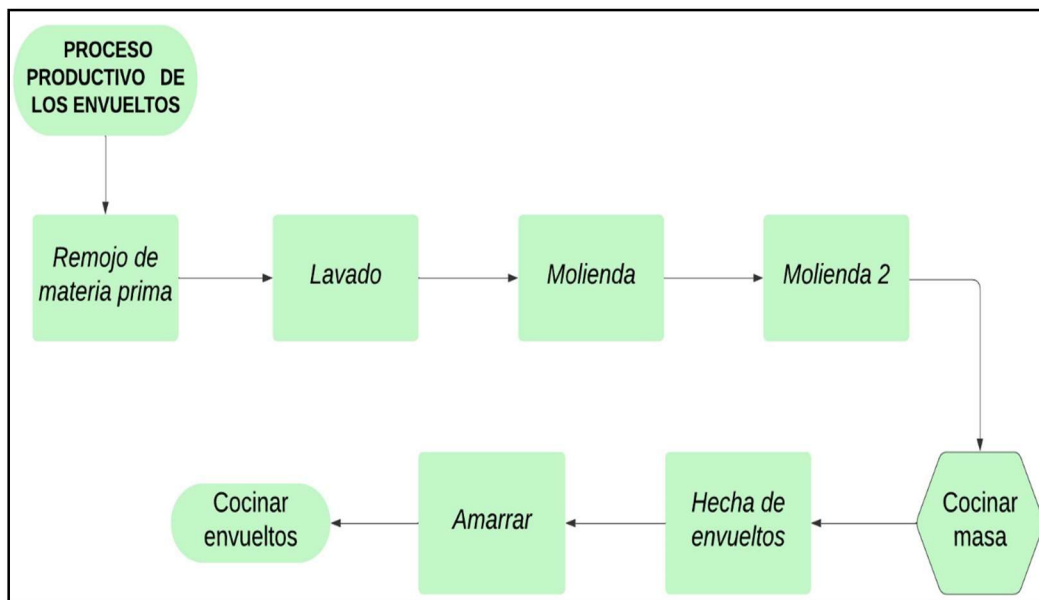 PROCESO
PRODUCTIVO DE
LOS ENVUELTOS
Remojo de
materia prima
Lavado
Molienda
Molienda 2
Cocinar
masa
Hecha de
envueltos
Amarrar
Cocinar
envueltos